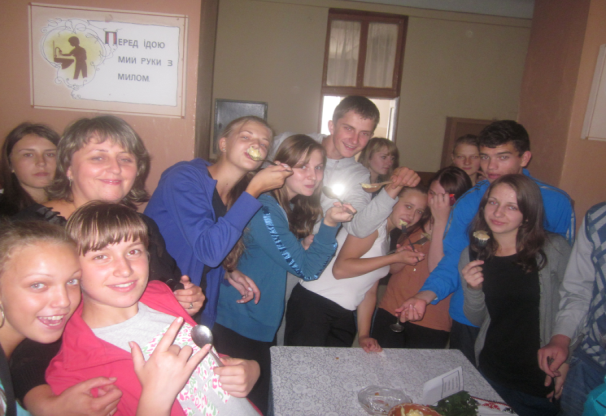 Перед їдою
мий руки з
милом